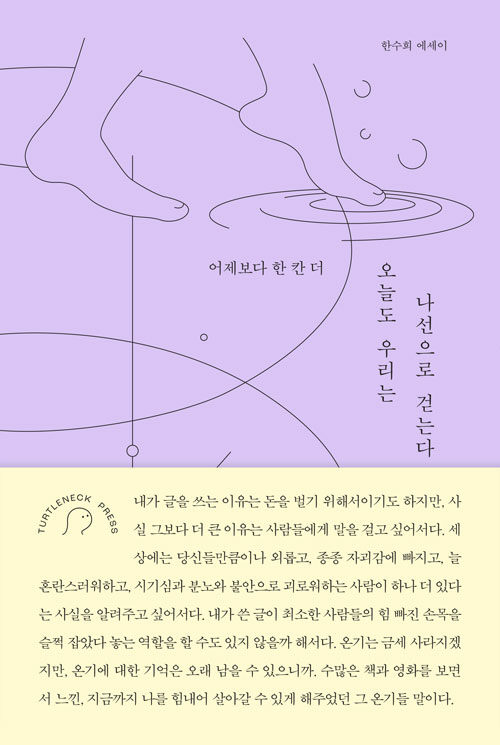 한수희 에세이
어제보다 한 칸 더
오늘도 우리는
나선으로 걷는다
TURTLENECK PRESS
내가 글을 쓰는 이유는 돈을 벌기 위해서이기도 하지만, 사
실 그보다 더 큰 이유는 사람들에게 말을 걸고 싶어서다. 세
상에는 당신들만큼이나 외롭고, 종종 자괴감에 빠지고, 늘
혼란스러워하고, 시기심과 분노와 불안으로 괴로워하는 사람이 하나 더 있다
는 사실을 알려주고 싶어서다. 내가 쓴 글이 최소한 사람들의 힘 빠진 손목을
슬쩍 잡았다 놓는 역할을 할 수도 있지 않을까 해서다. 온기는 금세 사라지겠
지만, 온기에 대한 기억은 오래 남을 수 있으니까. 수많은 책과 영화를 보면
서 느낀, 지금까지 나를 힘내어 살아갈 수 있게 해주었던 그 온기들 말이다.